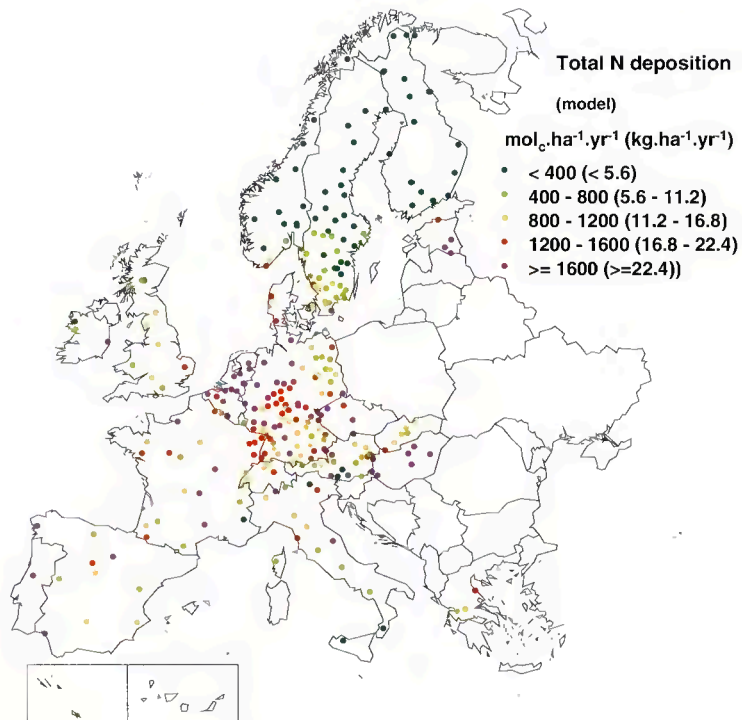 Total N deposition
(model)
mol_c.ha⁻¹.yr⁻¹ (kg.ha⁻¹.yr⁻¹)
< 400 (< 5.6)
400 - 800 (5.6 - 11.2)
800 - 1200 (11.2 - 16.8)
1200 - 1600 (16.8 - 22.4)
>= 1600 (>=22.4))